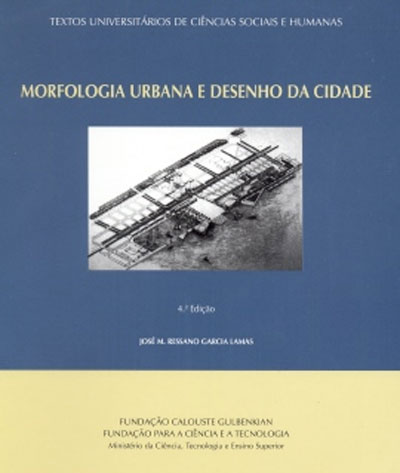 TEXTOS UNIVERSITÁRIOS DE CIÊNCIAS SOCIAIS E HUMANAS
MORFOLOGIA URBANA E DESENHO DA CIDADE
4.ª Edição
JOSÉ M. RESSANO GARCIA LAMAS
FUNDAÇÃO CALOUSTE GULBENKIAN
FUNDAÇÃO PARA A CIÊNCIA E A TECNOLOGIA
Ministério da Ciência, Tecnologia e Ensino Superior